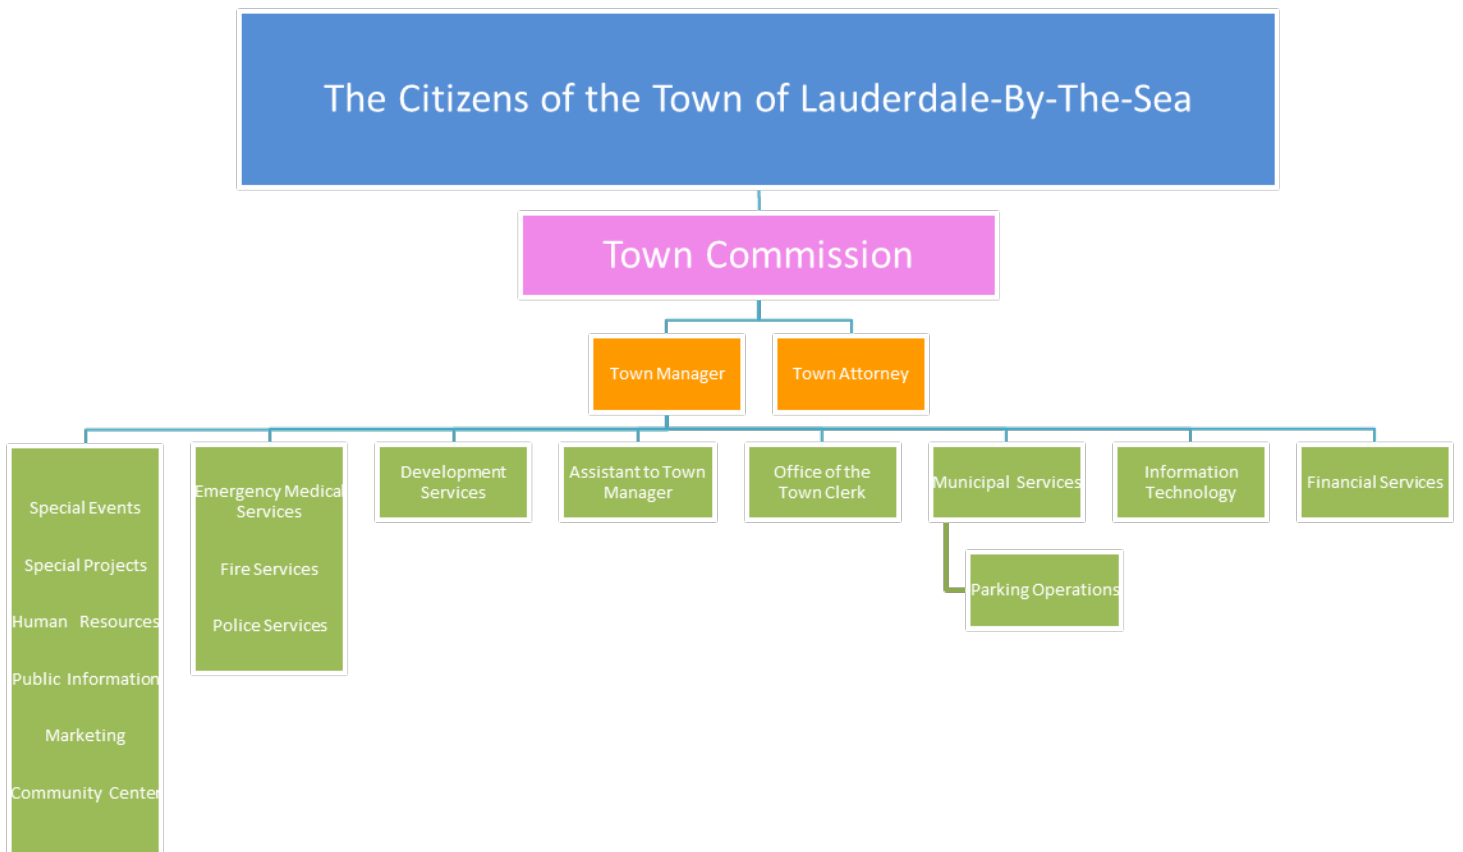 The Citizens of the Town of Lauderdale-By-The-Sea
Town Commission
Town Manager
Town Attorney
Special Events
Special Projects
Human Resources
Public Information
Marketing
Community Center
Emergency Medical
Services
Fire Services
Police Services
Development
Services
Assistant to Town
Manager
Office of the
Town Clerk
Municipal Services
Parking Operations
Information
Technology
Financial Services